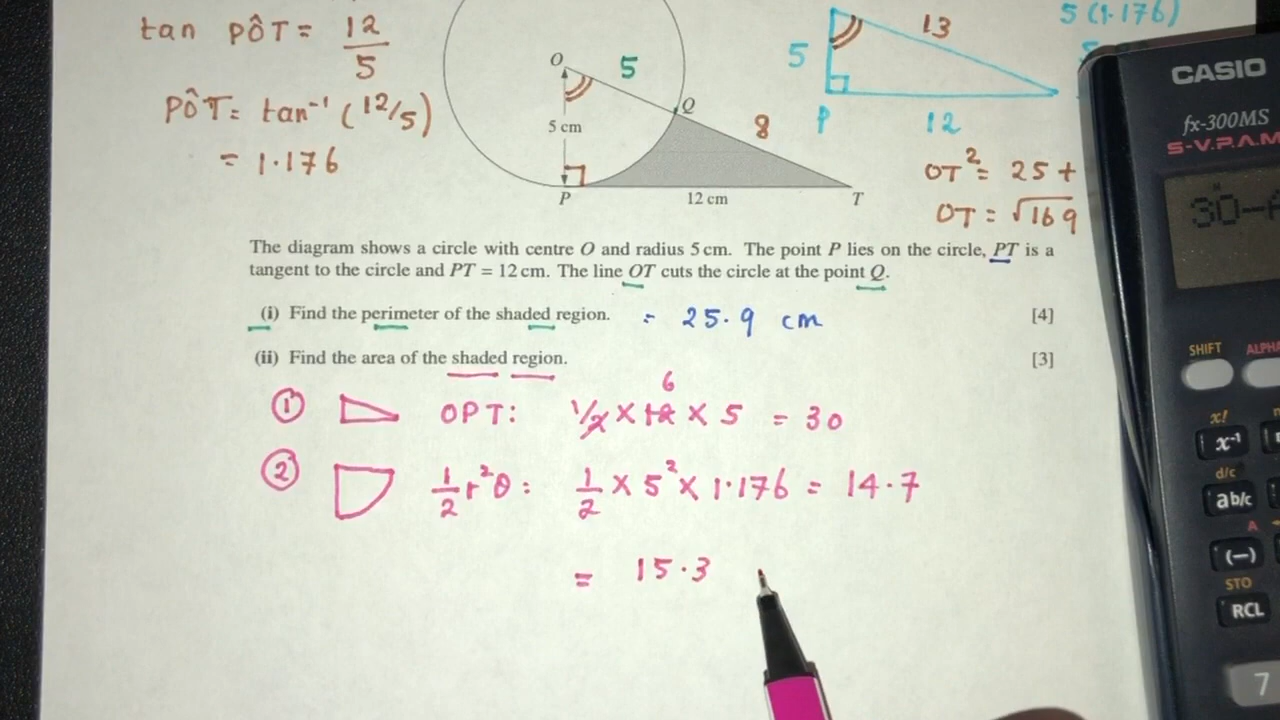 tan PÔT = 12/5
PÔT = tan⁻¹ (12/5)
= 1.176
O
5
Q
5 cm
8
P
12 cm
T
5
13
P
12
5 (1.176)
OT² = 25 +
OT = √169
The diagram shows a circle with centre O and radius 5 cm. The point P lies on the circle, PT is a
tangent to the circle and PT = 12 cm. The line OT cuts the circle at the point Q.
(i) Find the perimeter of the shaded region. = 25.9 cm [4]
(ii) Find the area of the shaded region. [3]
6
① OPT: 1/2 × 12 × 5 = 30
② 1/2 r²θ: 1/2 × 5² × 1.176 = 14.7
= 15.3
CASIO
fx-300MS
S-V.P.A.M
30-
SHIFT ALPHA
x!
x⁻¹
d/c
ab/c
A
(−)
STO
RCL
7